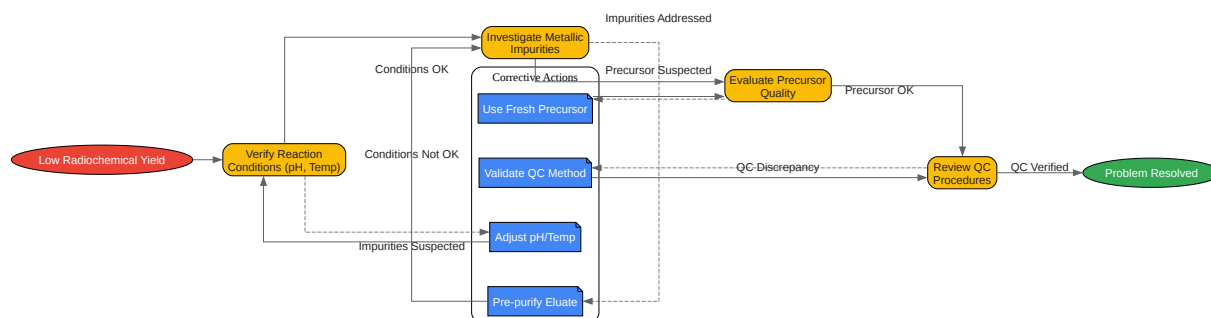 Impurities Addressed
Investigate Metallic
Impurities
Conditions OK
Corrective Actions
Precursor Suspected
Evaluate Precursor
Quality
Precursor OK
Use Fresh Precursor
Low Radiochemical Yield
Verify Reaction
Conditions (pH, Temp)
Conditions Not OK
Validate QC Method
QC Discrepancy
Review QC
Procedures
QC Verified
Problem Resolved
Adjust pH/Temp
Impurities Suspected
Pre-purify Eluate